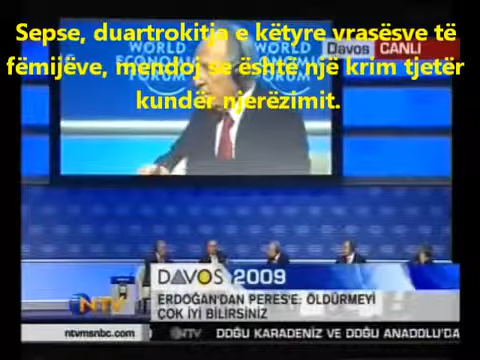 Sepse, duartrokitja e këtyre vrasësve të
fëmijëve, mendoj se është një krim tjetër
kundër njerëzimit.
WORLD
ECONOMIC
FORUM
WORLD
Davos CANLI
DAVOS 2009
ERDOĞAN'DAN PERES'E: ÖLDÜRMEYİ
ÇOK İYİ BİLİRSİNİZ
NTV
ntvmsnbc.com
NTV DOĞU KARADENİZ VE DOĞU ANADOLU'DA